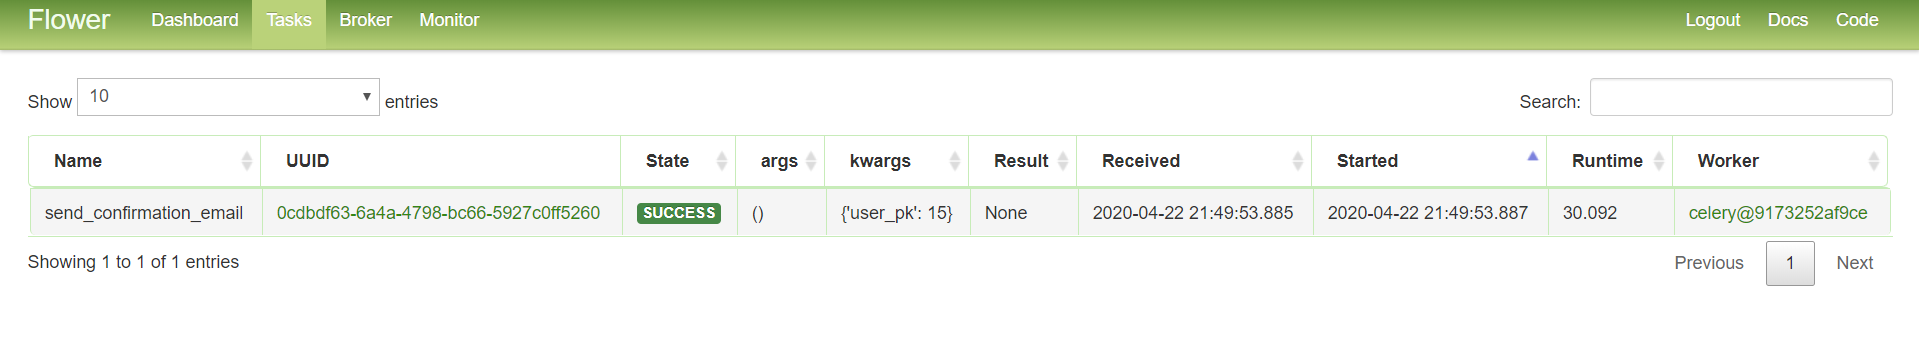 Flower Dashboard Tasks Broker Monitor Logout Docs Code
Show 10 entries Search:
Name UUID State args kwargs Result Received Started Runtime Worker
send_confirmation_email 0cdbdf63-6a4a-4798-bc66-5927c0ff5260 SUCCESS () {'user_pk': 15} None 2020-04-22 21:49:53.885 2020-04-22 21:49:53.887 30.092 celery@9173252af9ce
Showing 1 to 1 of 1 entries Previous 1 Next